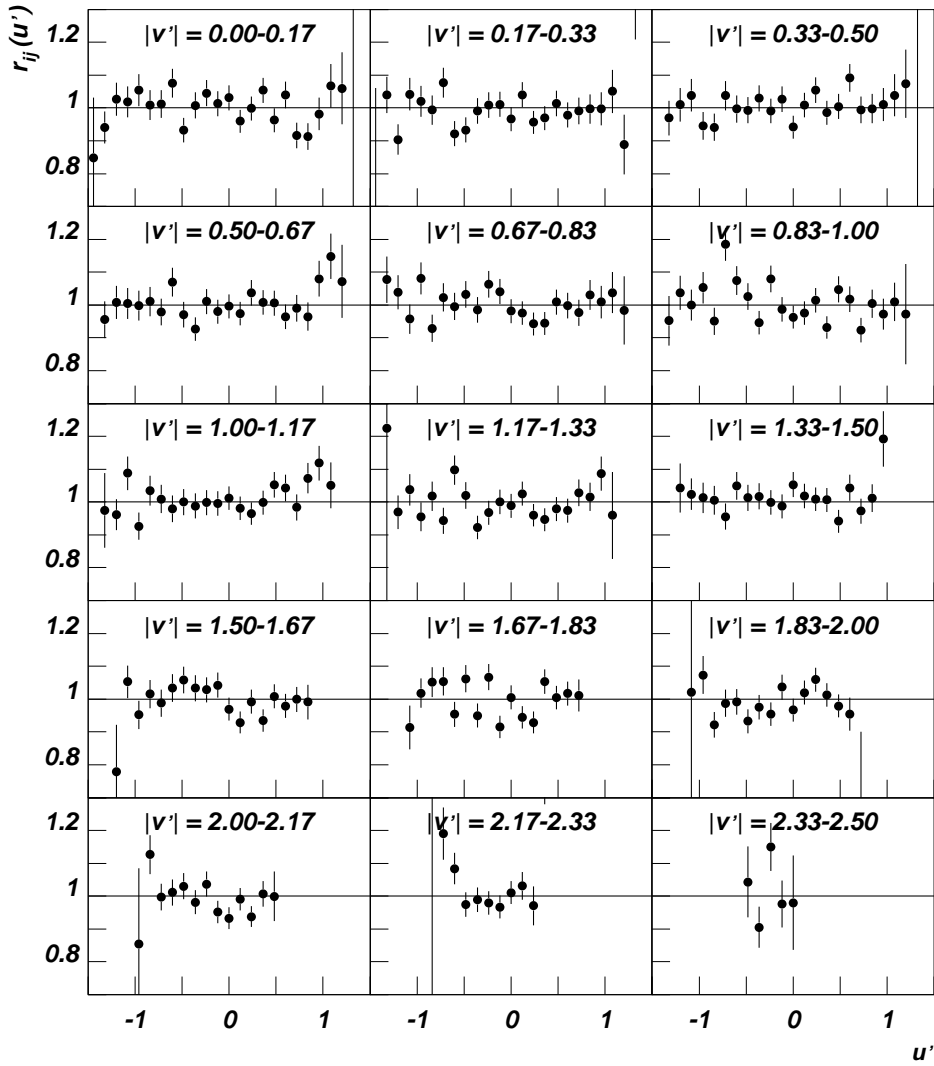 r_ij (u’)
1.2 |v’| = 0.00-0.17 |v’| = 0.17-0.33 |v’| = 0.33-0.50
1
0.8
1.2 |v’| = 0.50-0.67 |v’| = 0.67-0.83 |v’| = 0.83-1.00
1
0.8
1.2 |v’| = 1.00-1.17 |v’| = 1.17-1.33 |v’| = 1.33-1.50
1
0.8
1.2 |v’| = 1.50-1.67 |v’| = 1.67-1.83 |v’| = 1.83-2.00
1
0.8
1.2 |v’| = 2.00-2.17 |v’| = 2.17-2.33 |v’| = 2.33-2.50
1
0.8
-1 0 1 -1 0 1 -1 0 1
u’